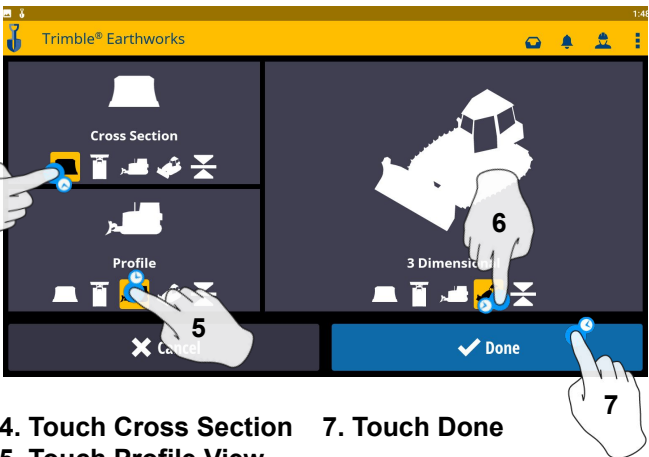 1:48
Trimble® Earthworks
Cross Section
Profile
3 Dimensional
6
5
Cancel
Done
7
4. Touch Cross Section 7. Touch Done
5. Touch Profile View